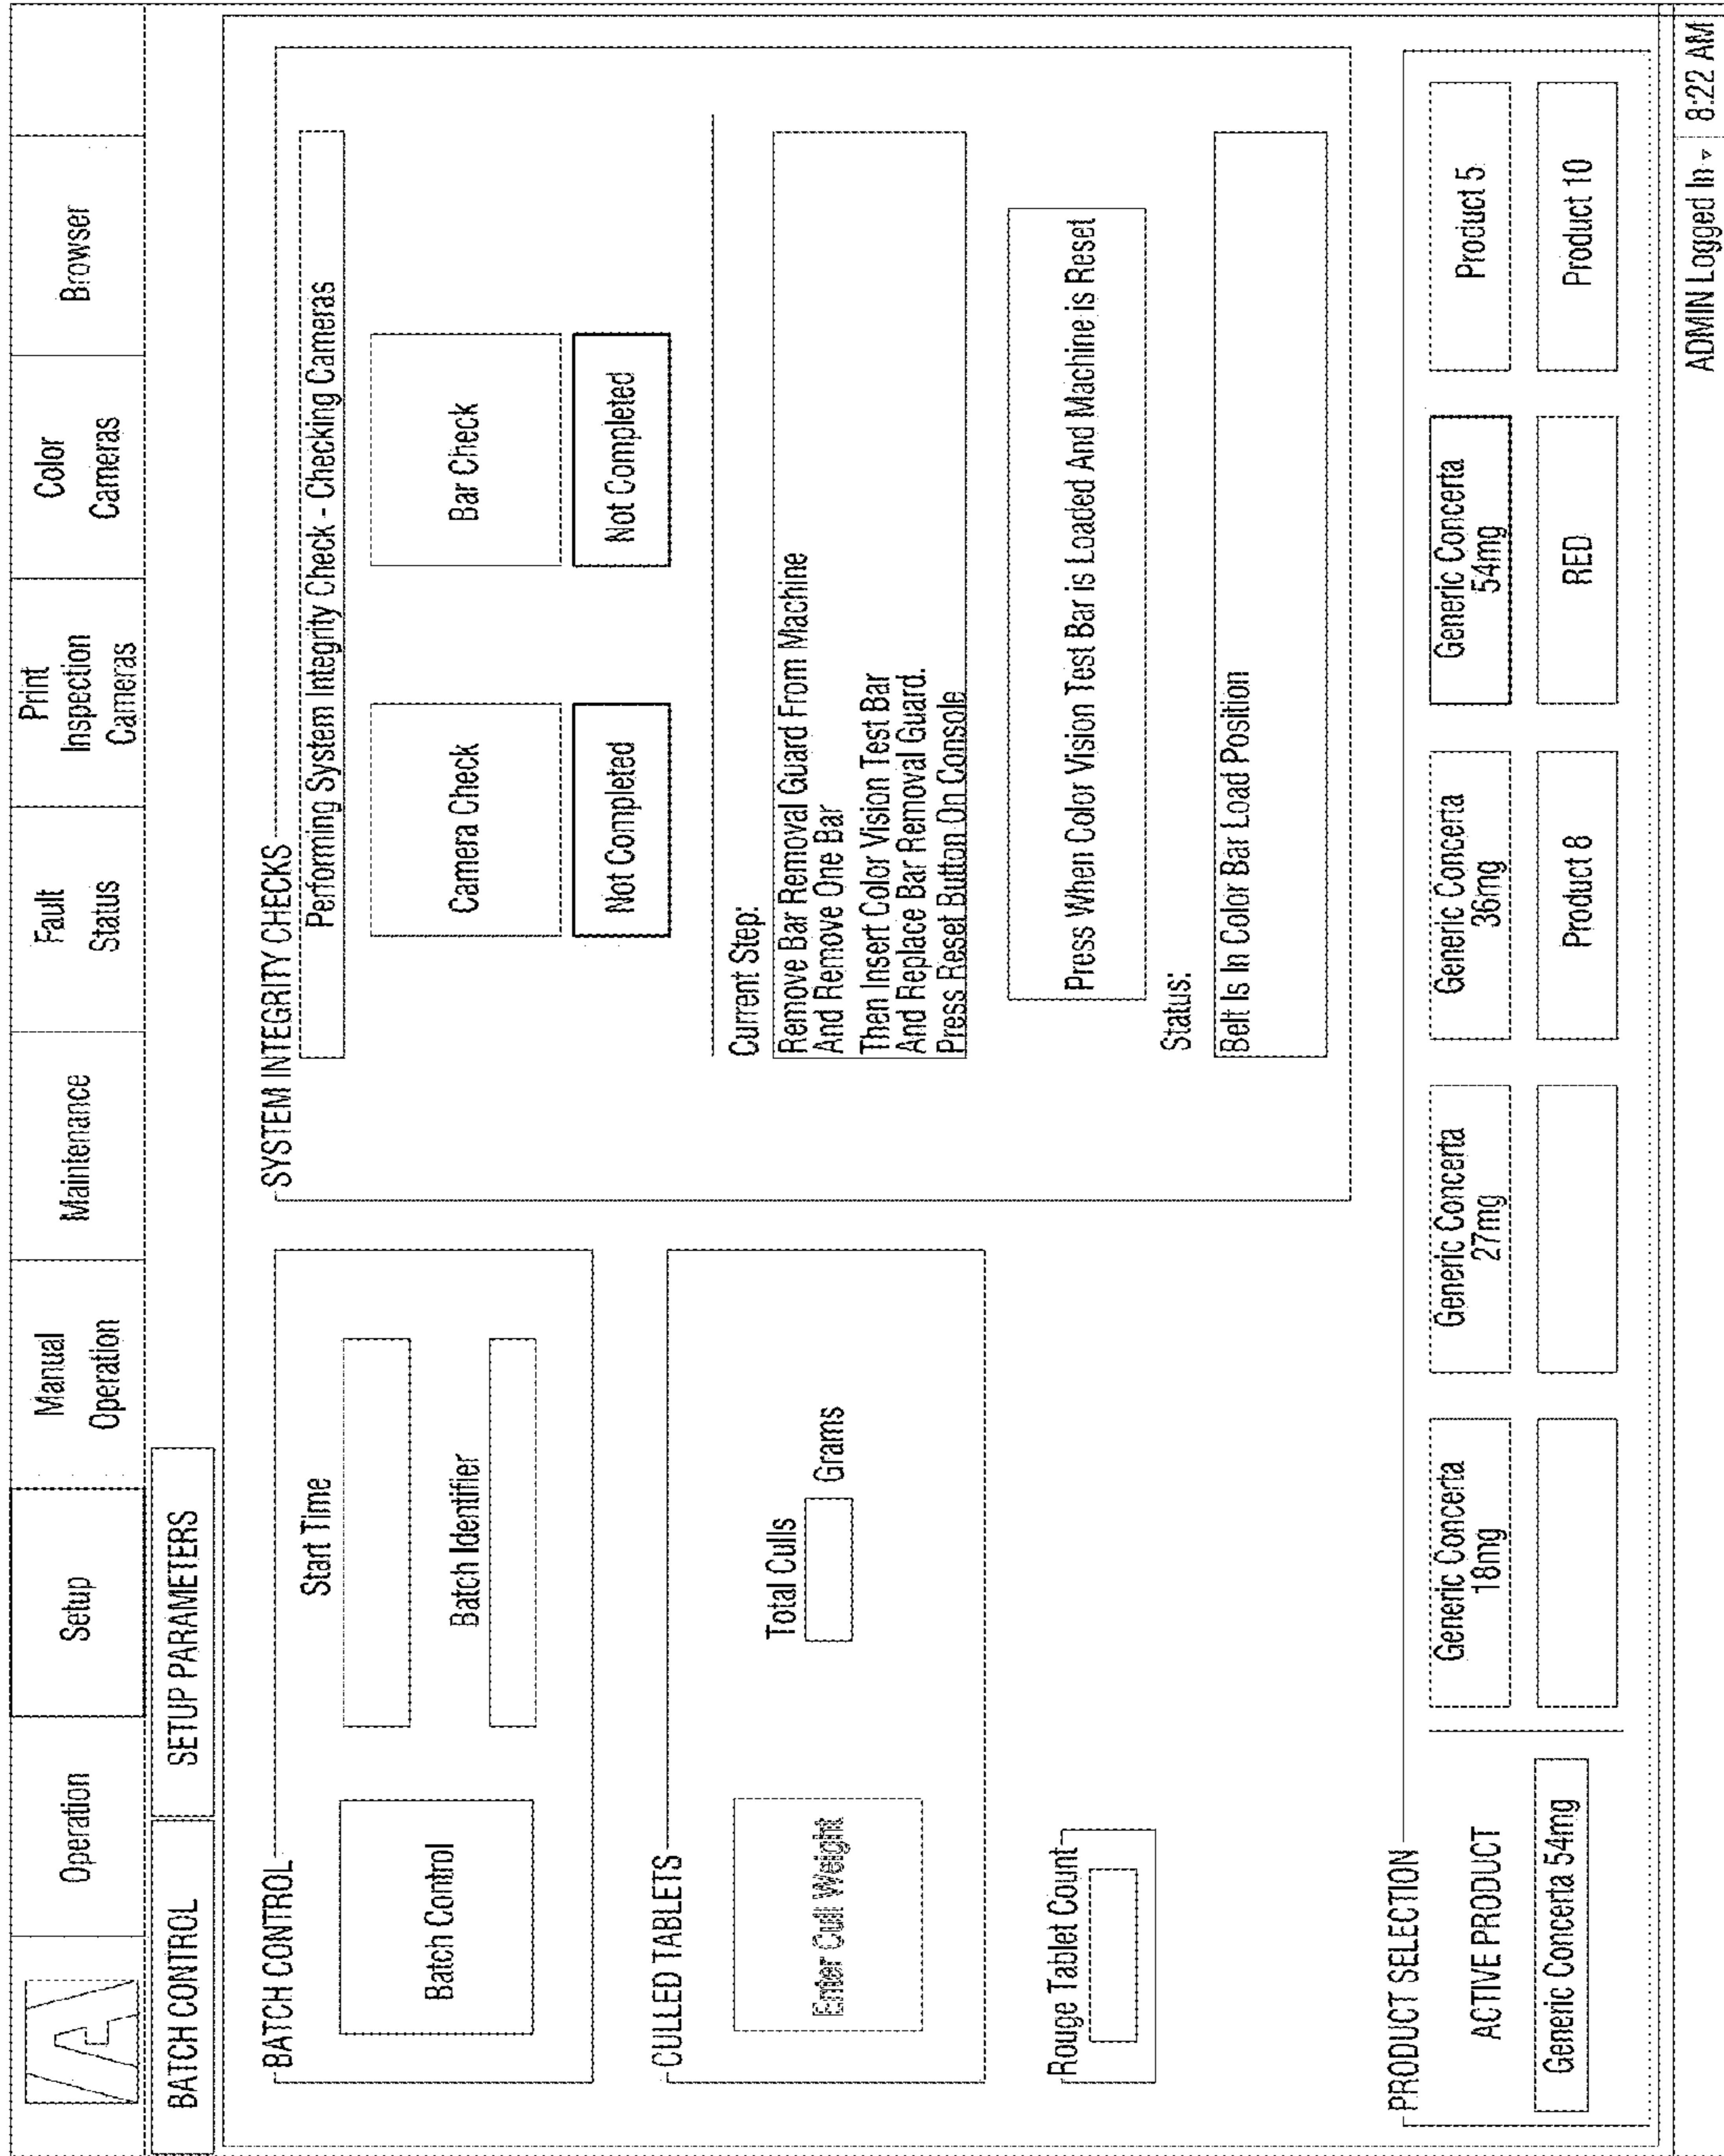 A
Operation
Setup
Manual
Operation
Maintenance
Fault
Status
Print
Inspection
Cameras
Color
Cameras
Browser
BATCH CONTROL
SETUP PARAMETERS
BATCH CONTROL
Batch Control
Start Time
Batch Identifier
CULLED TABLETS
Enter Cull Weight
Total Culls
Grams
Rouge Tablet Count
SYSTEM INTEGRITY CHECKS
Performing System Integrity Check - Checking Cameras
Camera Check
Bar Check
Not Completed
Not Completed
Current Step:
Remove Bar Removal Guard From Machine
And Remove One Bar
Then Insert Color Vision Test Bar
And Replace Bar Removal Guard.
Press Reset Button On Console
Press When Color Vision Test Bar is Loaded And Machine is Reset
Status:
Belt Is In Color Bar Load Position
PRODUCT SELECTION
ACTIVE PRODUCT
Generic Concerta 54mg
Generic Concerta
18mg
Generic Concerta
27mg
Generic Concerta
36mg
Generic Concerta
54mg
Product 5
Product 8
RED
Product 10
ADMIN Logged In
8:22 AM